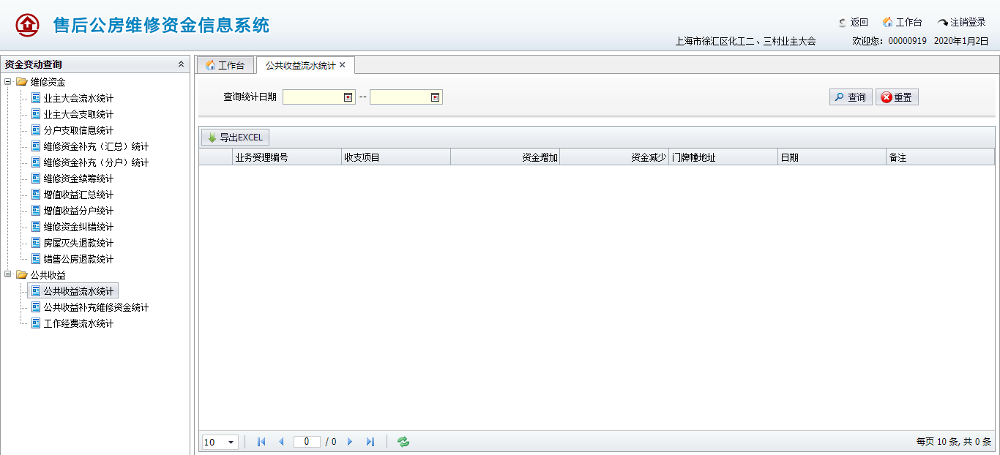 售后公房维修资金信息系统
返回 工作台 注销登录
上海市徐汇区化工二、三村业主大会 欢迎您：00000919 2020年1月2日
资金变动查询
维修资金
业主大会流水统计
业主大会支取统计
分户支取信息统计
维修资金补充（汇总）统计
维修资金补充（分户）统计
维修资金续筹统计
增值收益汇总统计
增值收益分户统计
维修资金纠错统计
房屋灭失退款统计
错售公房退款统计
公共收益
公共收益流水统计
公共收益补充维修资金统计
工作经费流水统计
工作台 公共收益流水统计 ×
查询统计日期 -- 查询 重置
导出EXCEL
业务受理编号 收支项目 资金增加 资金减少 门牌幢地址 日期 备注
10 0 / 0 每页 10 条, 共 0 条